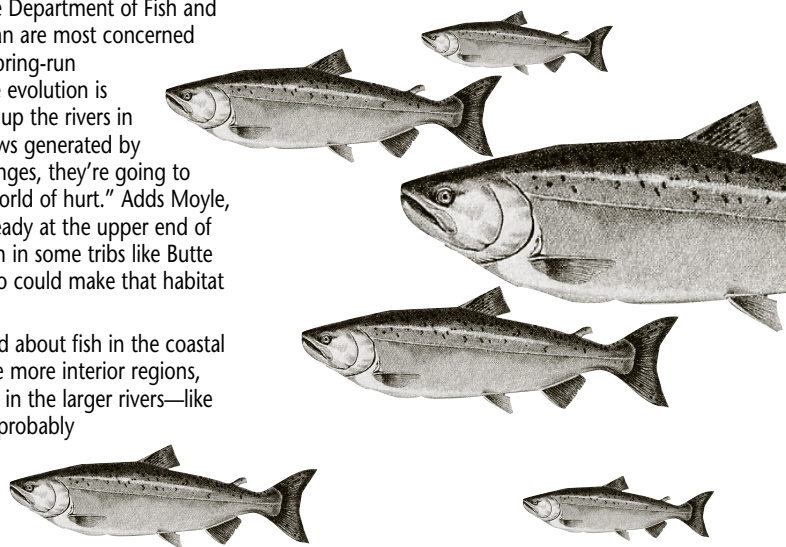 e Department of Fish and
an are most concerned
pring-run
e evolution is
up the rivers in
ws generated by
nges, they're going to
orld of hurt." Adds Moyle,
eady at the upper end of
n in some tribs like Butte
o could make that habitat
d about fish in the coastal
e more interior regions,
in the larger rivers—like
probably